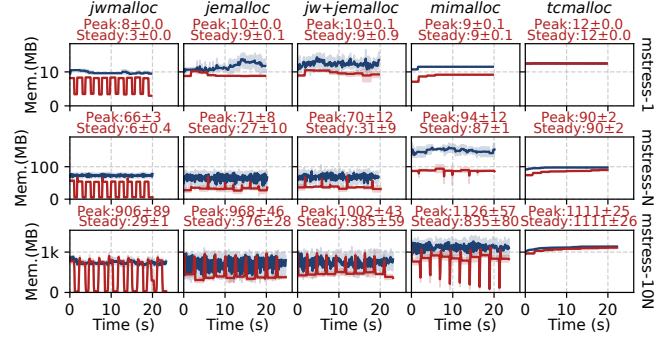 jwmalloc jemalloc jw+jemalloc mimalloc tcmalloc
Peak:8±0.0 Peak:10±0.0 Peak:10±0.1 Peak:9±0.1 Peak:12±0.0
Steady:3±0.0 Steady:9±0.1 Steady:9±0.9 Steady:9±0.1 Steady:12±0.0
Mem.(MB) 10 0 mstress-1
Peak:66±3 Peak:71±8 Peak:70±12 Peak:94±12 Peak:90±2
Steady:6±0.4 Steady:27±10 Steady:31±9 Steady:87±1 Steady:90±2
Mem.(MB) 100 0 mstress-N
Peak:906±89 Peak:968±46 Peak:1002±43 Peak:1126±57 Peak:1111±25
Steady:29±1 Steady:376±28 Steady:385±59 Steady:835±80 Steady:1111±26
Mem.(MB) 1k 0 mstress-10N
0 10 20 0 10 20 0 10 20 0 10 20 0 10 20
Time (s) Time (s) Time (s) Time (s) Time (s)